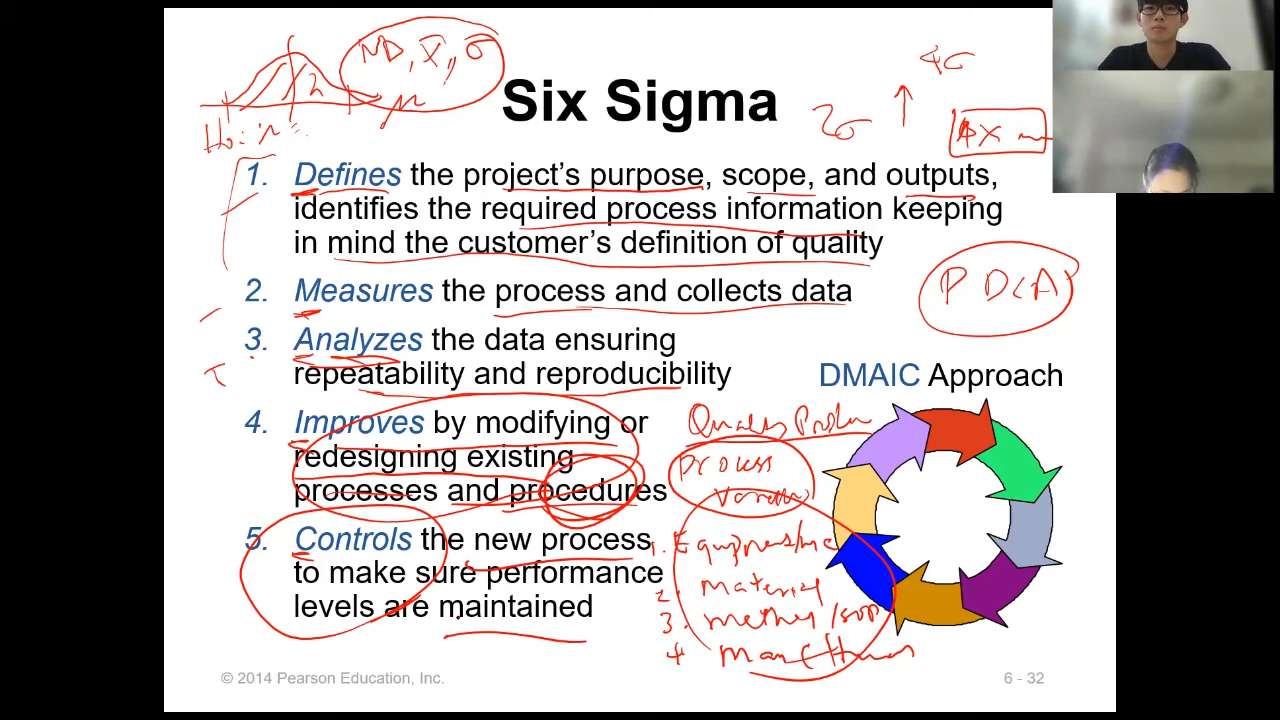 ND, X̄, σ
μ
H₀: μ =
Six Sigma
2σ
↑
4σ
1. Defines the project's purpose, scope, and outputs,
identifies the required process information keeping
in mind the customer's definition of quality
2. Measures the process and collects data
3. Analyzes the data ensuring
repeatability and reproducibility
4. Improves by modifying or
redesigning existing
processes and procedures
5. Controls the new process
to make sure performance
levels are maintained
PDCA
DMAIC Approach
Quality
Process
1.
2. Material
3.
4
© 2014 Pearson Education, Inc.
6 - 32